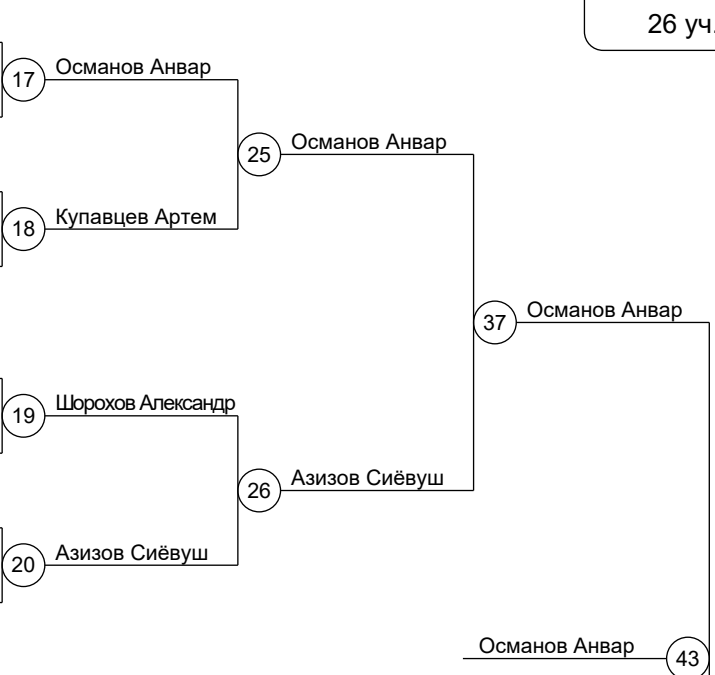 26 уч.
17 Османов Анвар
25 Османов Анвар
18 Купавцев Артем
37 Османов Анвар
19 Шорохов Александр
26 Азизов Сиёвуш
20 Азизов Сиёвуш
Османов Анвар 43